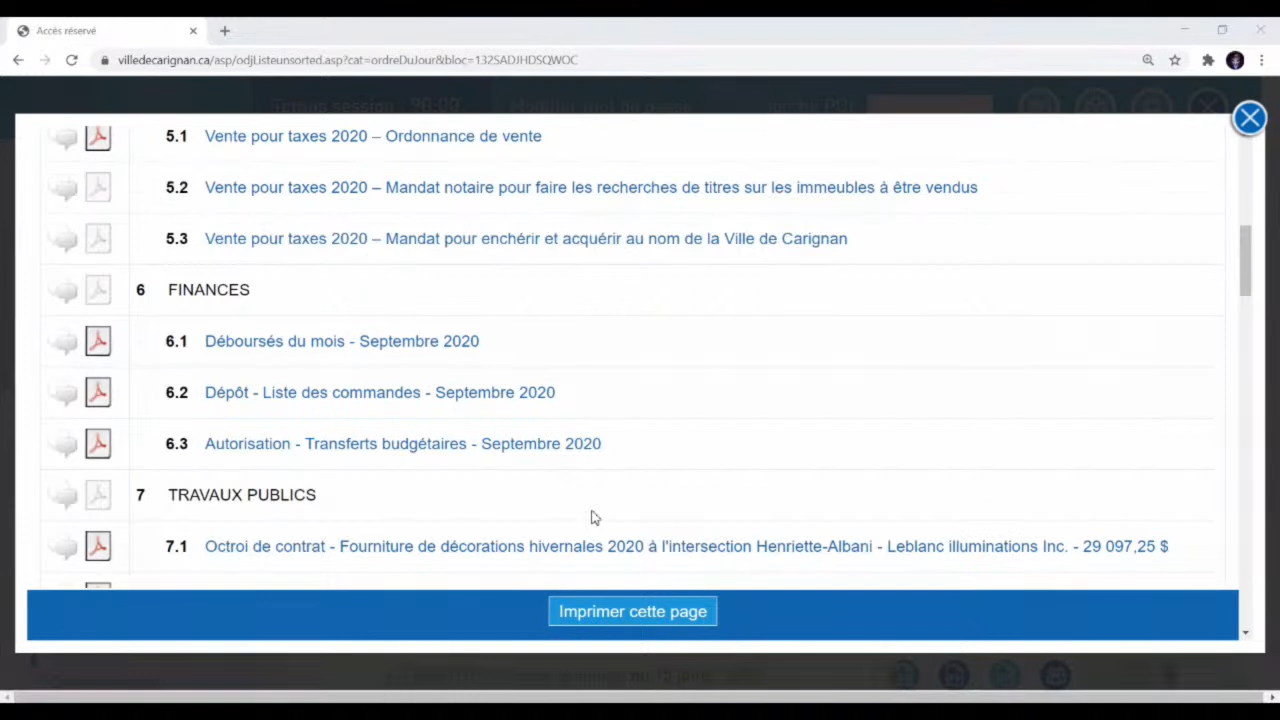 Accès réservé
villedecarignan.ca/asp/odjListeunsorted.asp?cat=ordreDuJour&bloc=132SADJHDSQWOC
5.1 Vente pour taxes 2020 – Ordonnance de vente
5.2 Vente pour taxes 2020 – Mandat notaire pour faire les recherches de titres sur les immeubles à être vendus
5.3 Vente pour taxes 2020 – Mandat pour enchérir et acquérir au nom de la Ville de Carignan
6 FINANCES
6.1 Déboursés du mois - Septembre 2020
6.2 Dépôt - Liste des commandes - Septembre 2020
6.3 Autorisation - Transferts budgétaires - Septembre 2020
7 TRAVAUX PUBLICS
7.1 Octroi de contrat - Fourniture de décorations hivernales 2020 à l'intersection Henriette-Albani - Leblanc illuminations Inc. - 29 097,25 $
Imprimer cette page